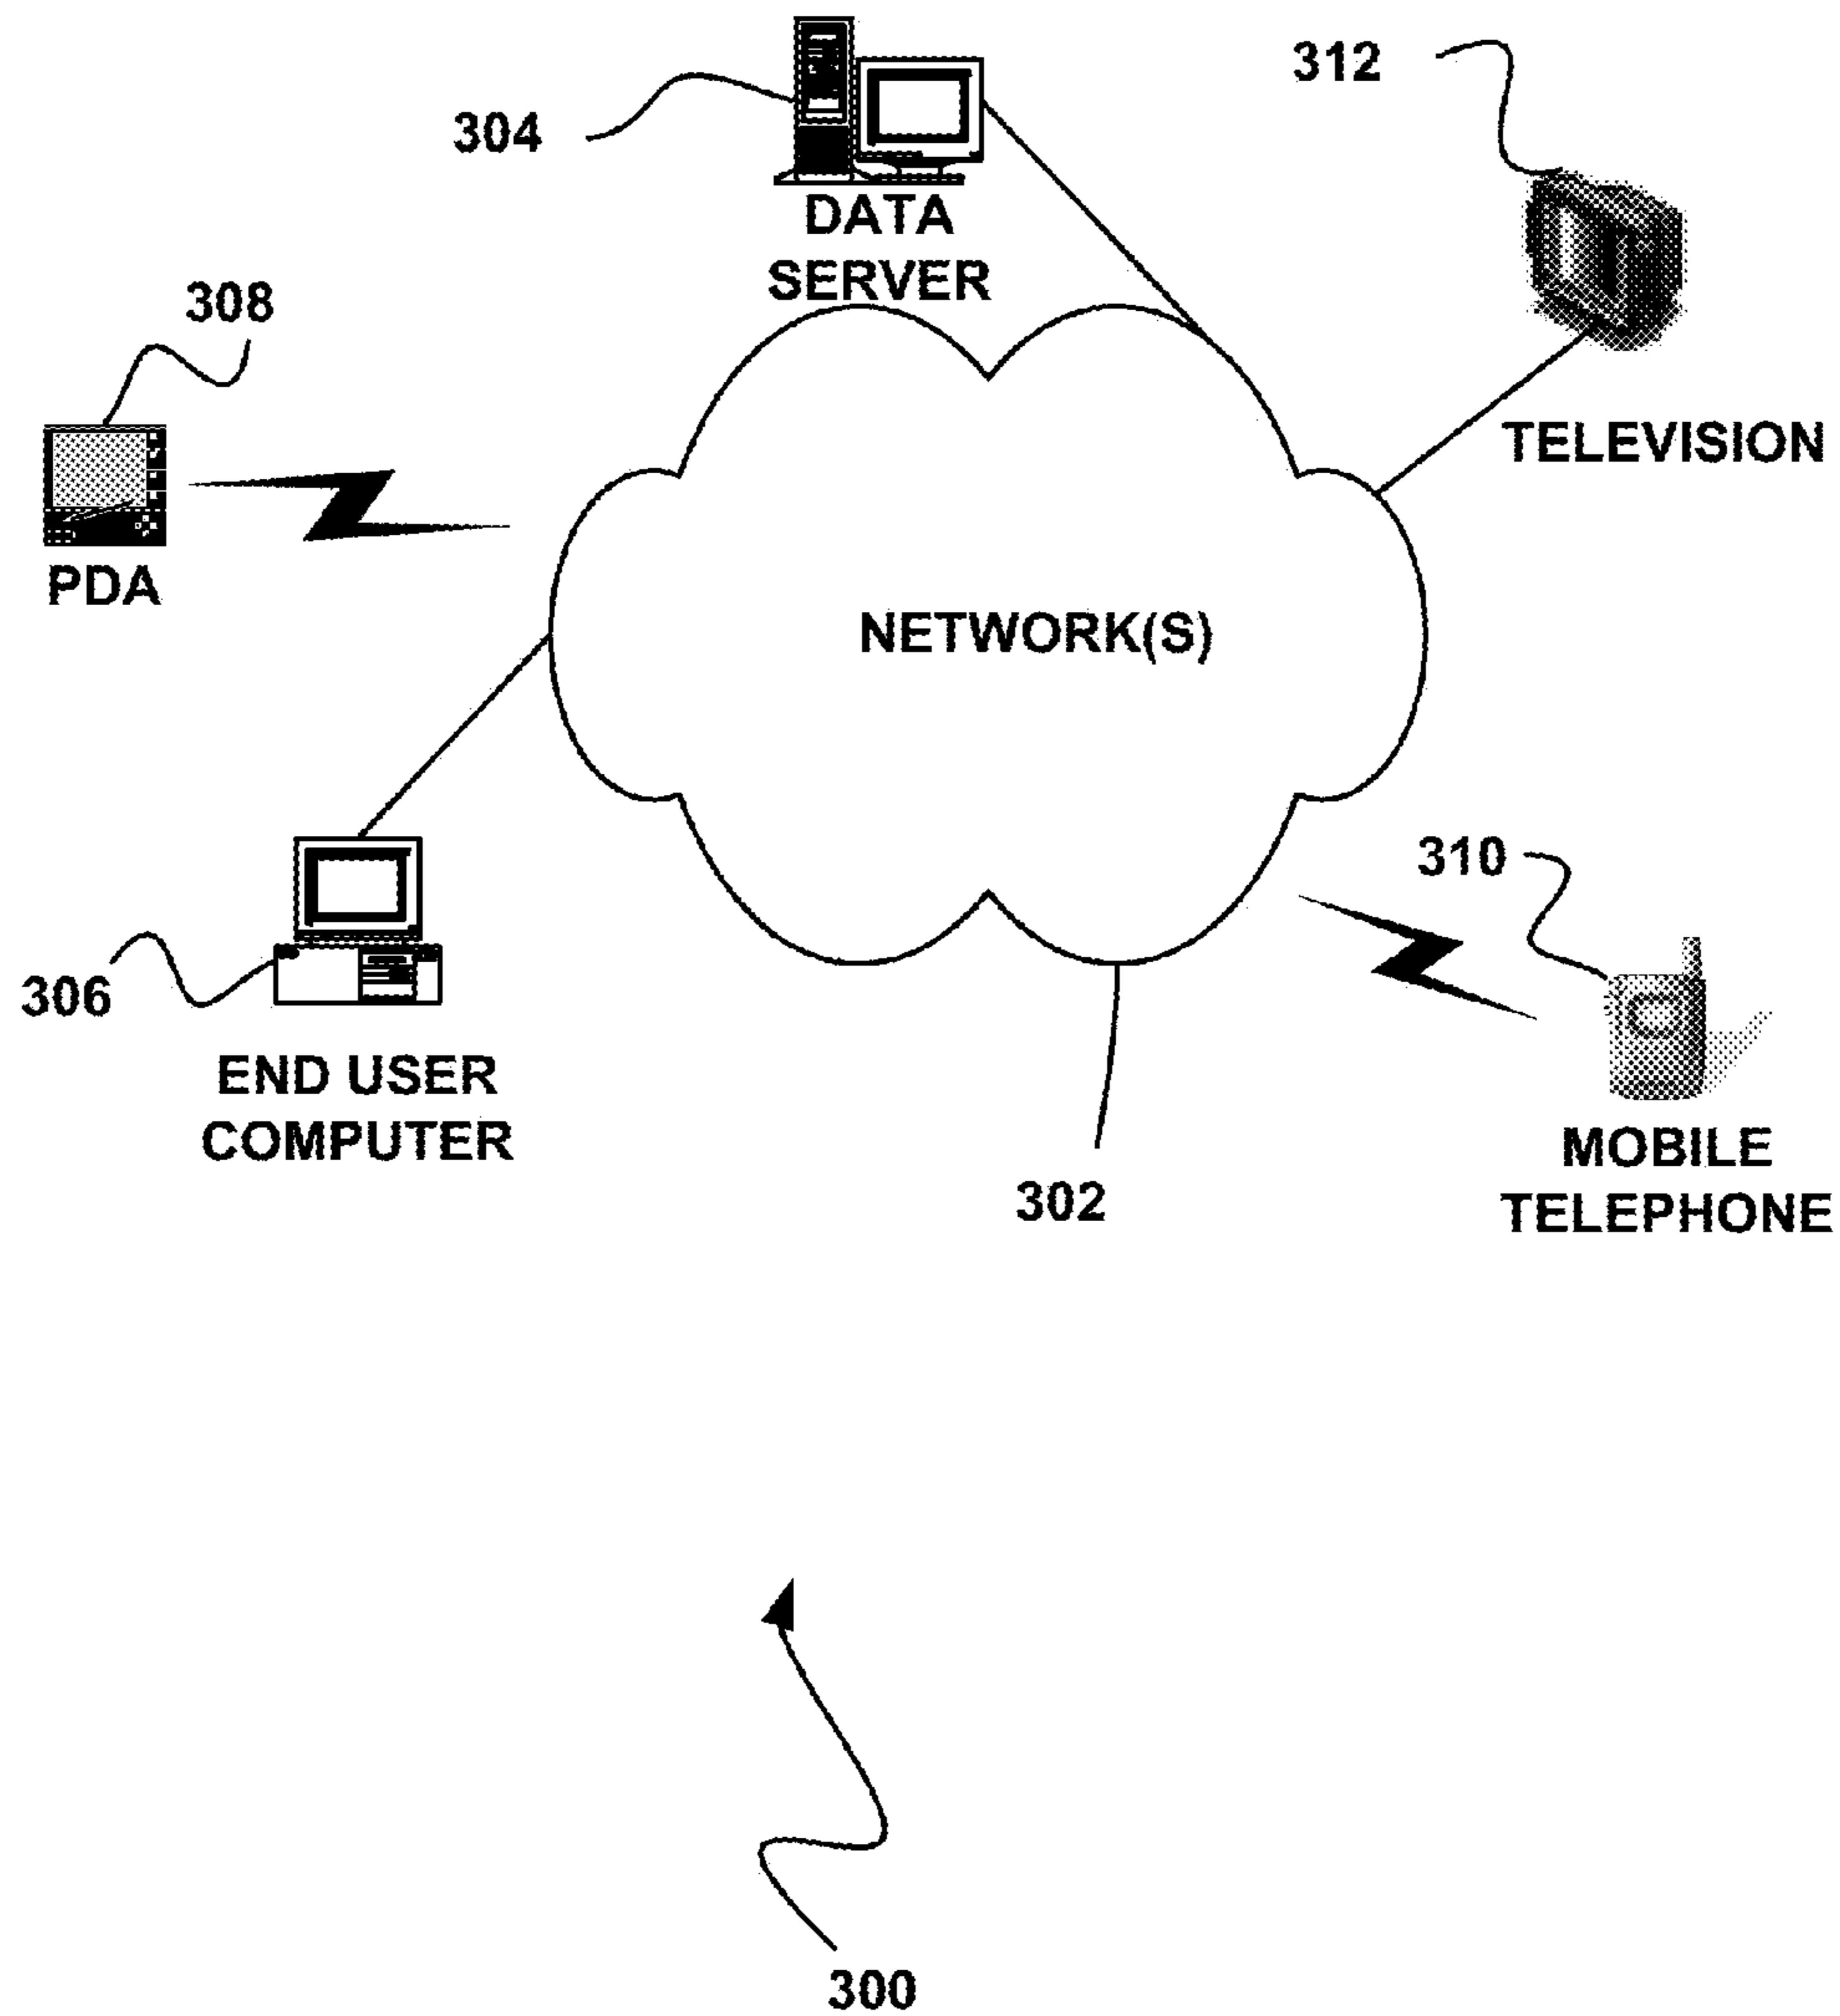 312
304
DATA
SERVER
308
TELEVISION
PDA
NETWORK(S)
310
306
END USER
COMPUTER
302
MOBILE
TELEPHONE
300